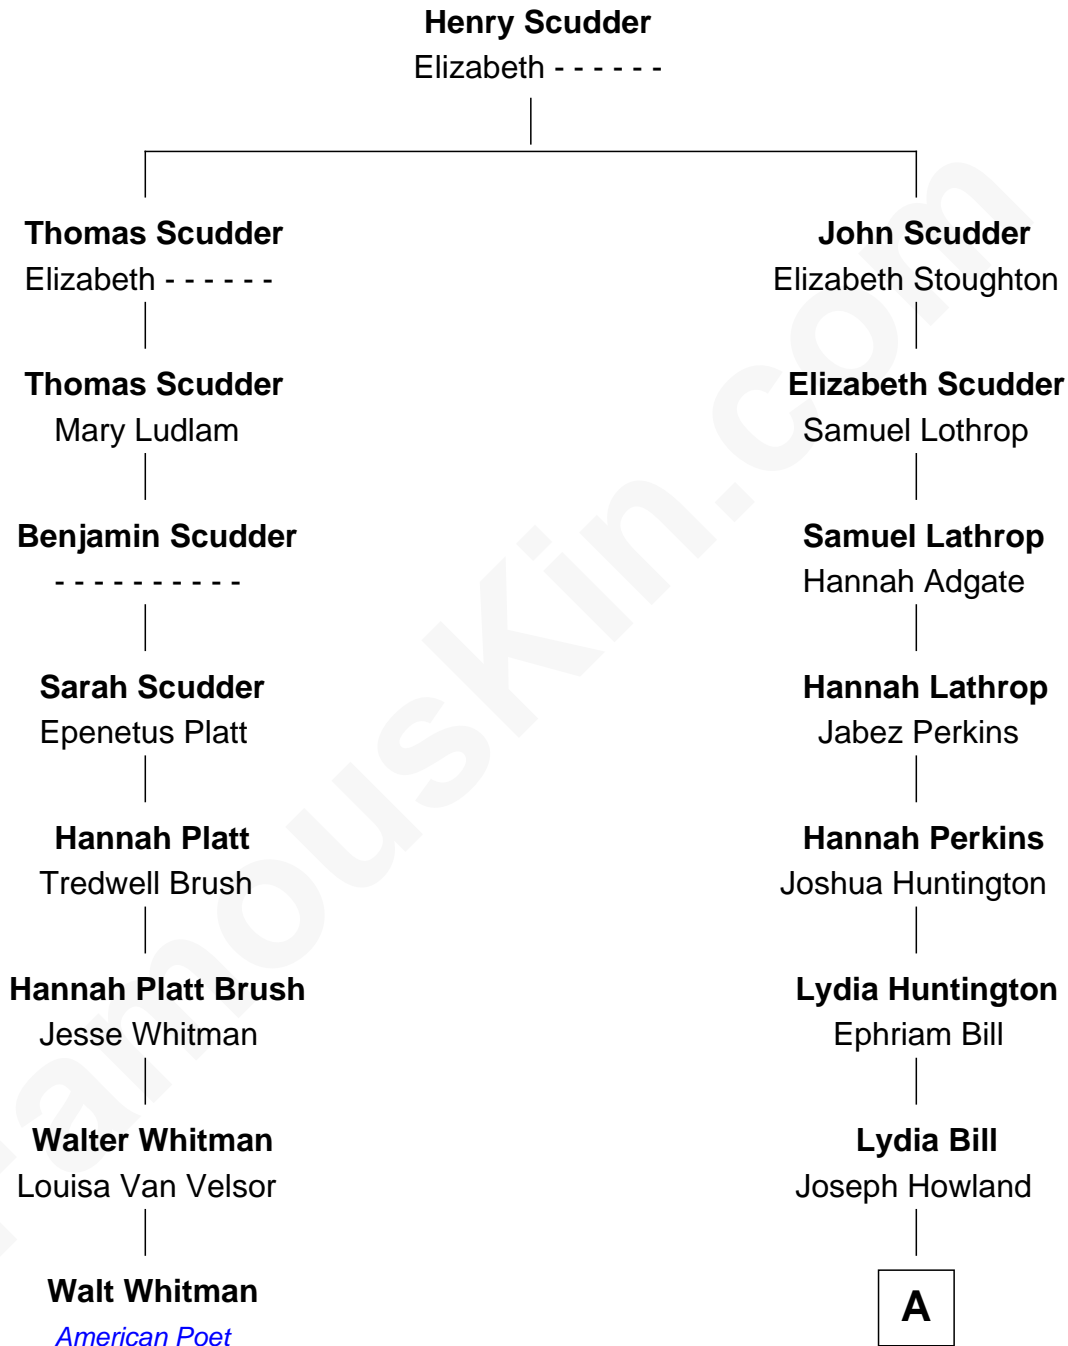 Henry Scudder
Elizabeth - - - - - -
Thomas Scudder
Elizabeth - - - - - -
John Scudder
Elizabeth Stoughton
Thomas Scudder
Mary Ludlam
Elizabeth Scudder
Samuel Lothrop
Benjamin Scudder
- - - - - - - - - -
Samuel Lathrop
Hannah Adgate
Sarah Scudder
Epenetus Platt
Hannah Lathrop
Jabez Perkins
Hannah Platt
Tredwell Brush
Hannah Perkins
Joshua Huntington
Hannah Platt Brush
Jesse Whitman
Lydia Huntington
Ephriam Bill
Walter Whitman
Louisa Van Velsor
Lydia Bill
Joseph Howland
Walt Whitman
American Poet
A
FamousKin.com